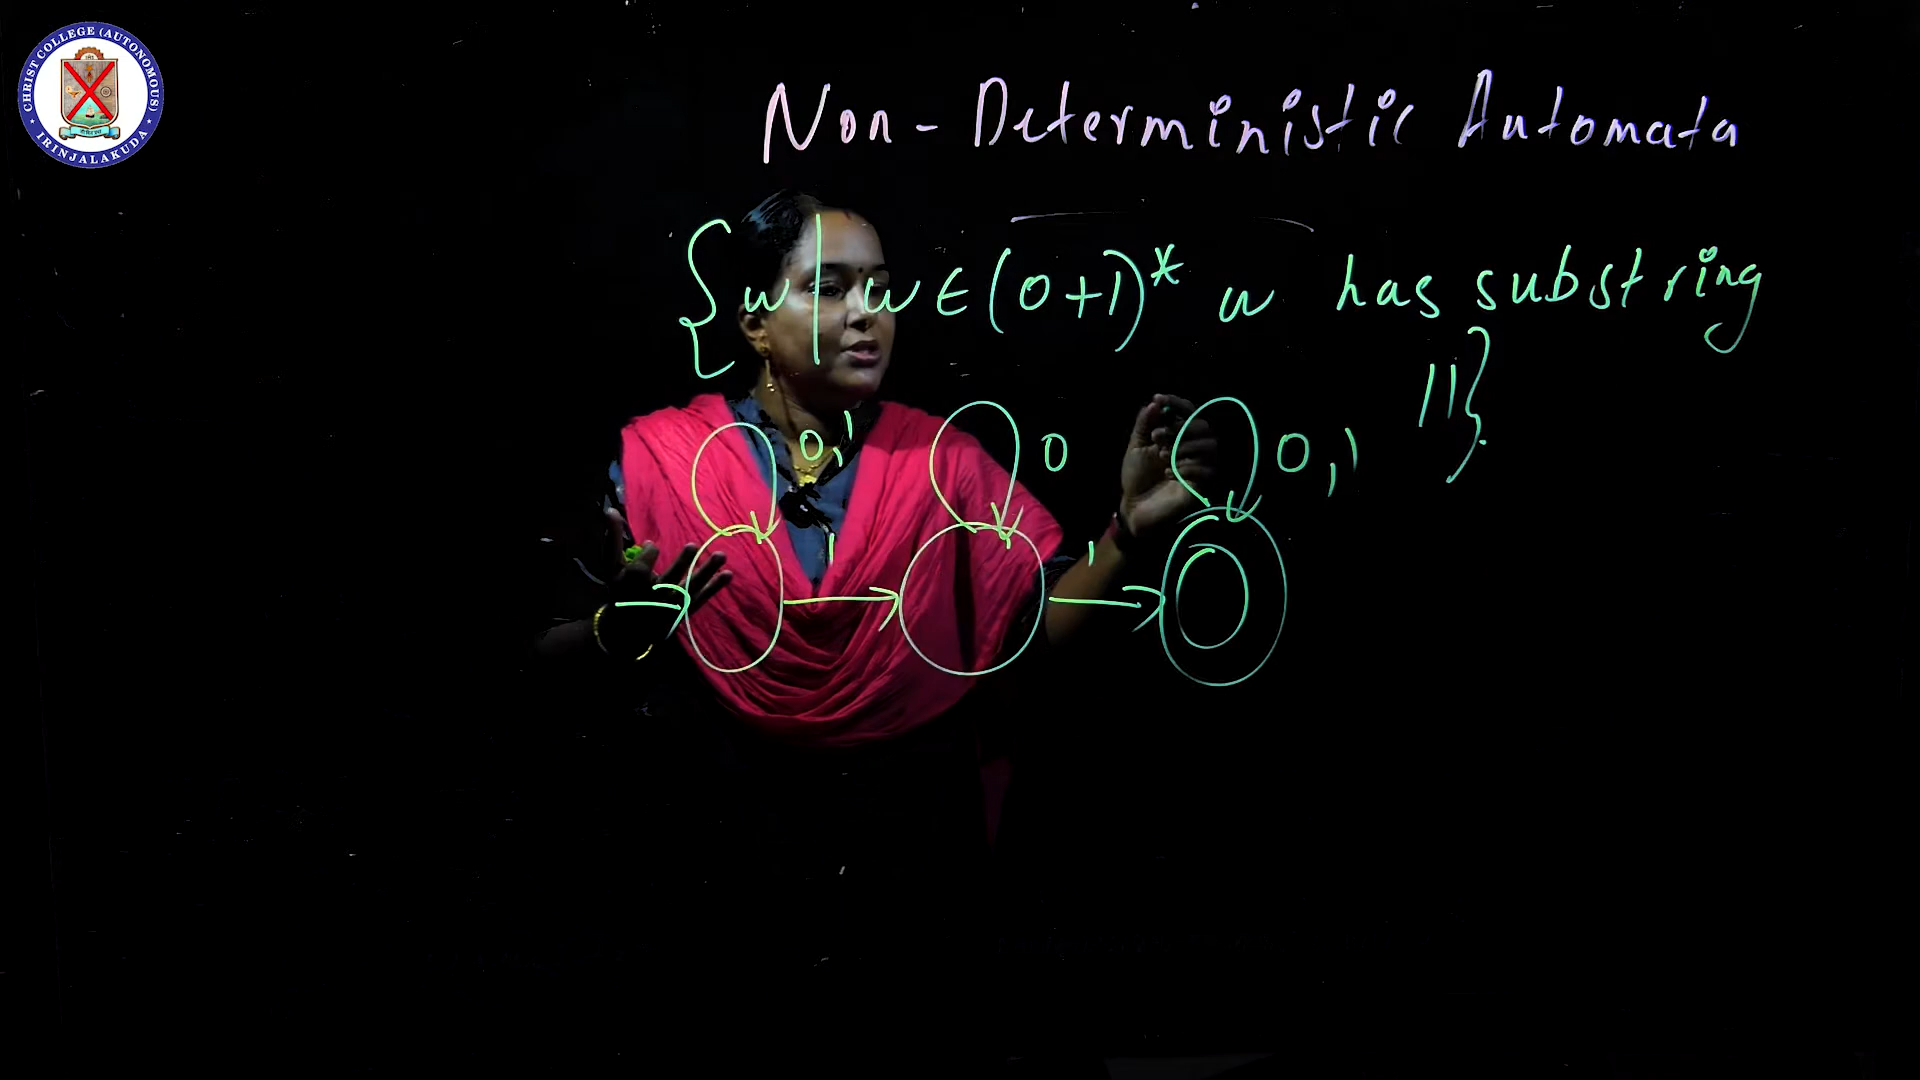 CHRIST COLLEGE (AUTONOMOUS)
IRINJALAKUDA
Non-Deterministic Automata
{w | w ∈ (0+1)* w has substring
11}.
0,1 0 0,1
1 1